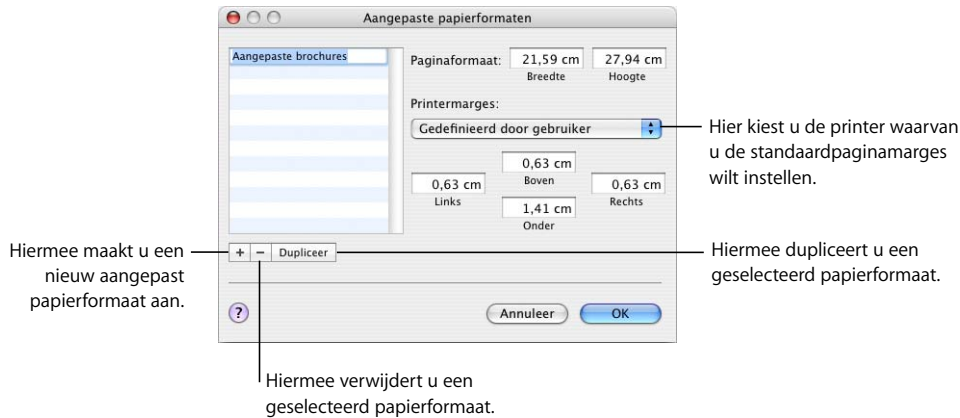 Aangepaste papierformaten
Aangepaste brochures
Paginaformaat: 21,59 cm 27,94 cm
Breedte Hoogte
Printermarges:
Gedefinieerd door gebruiker
Hier kiest u de printer waarvan
u de standaardpaginamarges
wilt instellen.
0,63 cm
Boven
0,63 cm 0,63 cm
Links Rechts
1,41 cm
Onder
+ − Dupliceer
Hiermee maakt u een
nieuw aangepast
papierformaat aan.
Hiermee dupliceert u een
geselecteerd papierformaat.
? Annuleer OK
Hiermee verwijdert u een
geselecteerd papierformaat.